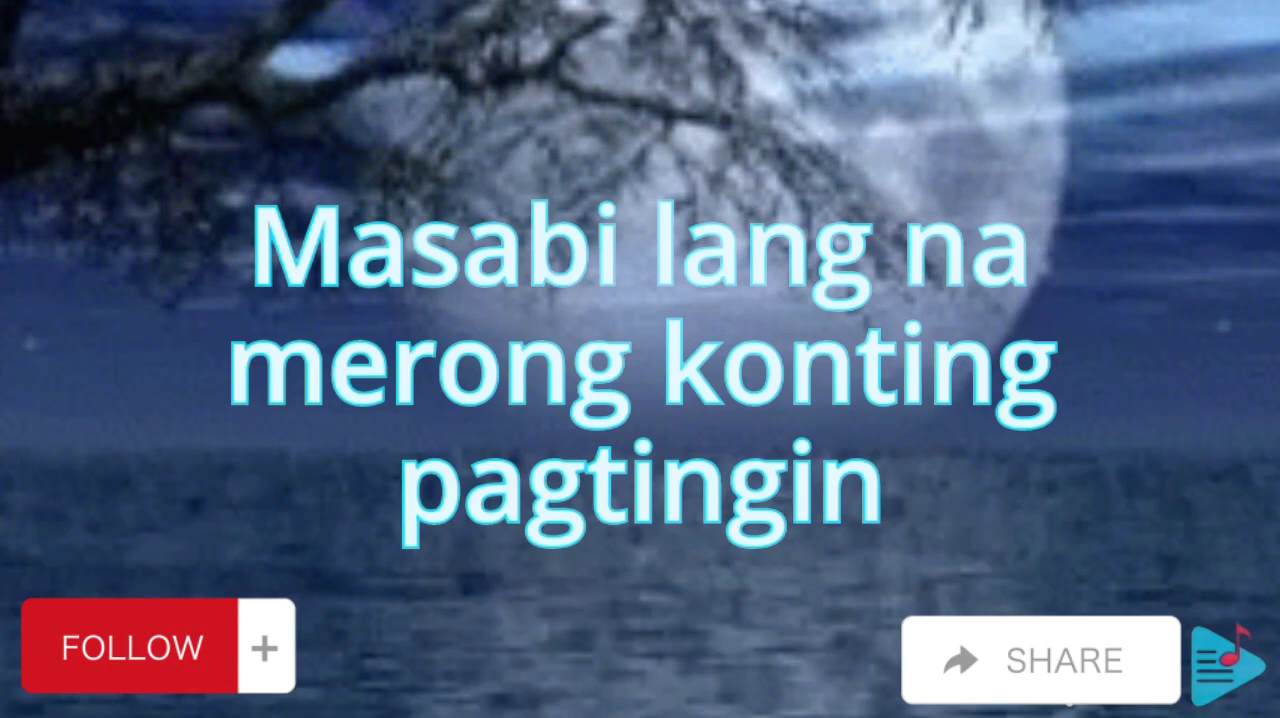 Masabi lang na
merong konting
pagtingin
FOLLOW +
SHARE